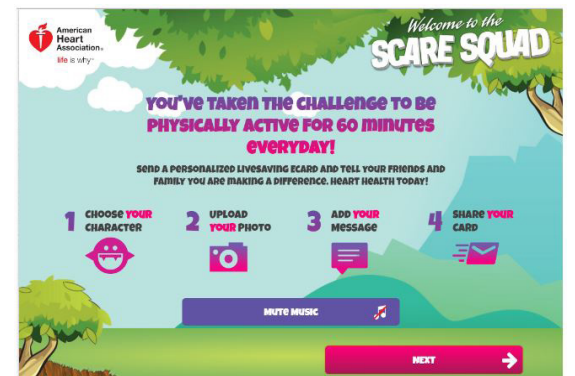 American
Heart
Association®
life is why™
Welcome to the
SCARE SQUAD
YOU'VE TAKEN THE CHALLENGE TO BE
PHYSICALLY ACTIVE FOR 60 MINUTES
EVERYDAY!
SEND A PERSONALIZED LIVESAVING ECARD AND TELL YOUR FRIENDS AND
FAMILY YOU ARE MAKING A DIFFERENCE. HEART HEALTH TODAY!
1 CHOOSE YOUR
CHARACTER
2 UPLOAD
YOUR PHOTO
3 ADD YOUR
MESSAGE
4 SHARE YOUR
CARD
MUTE MUSIC
NEXT